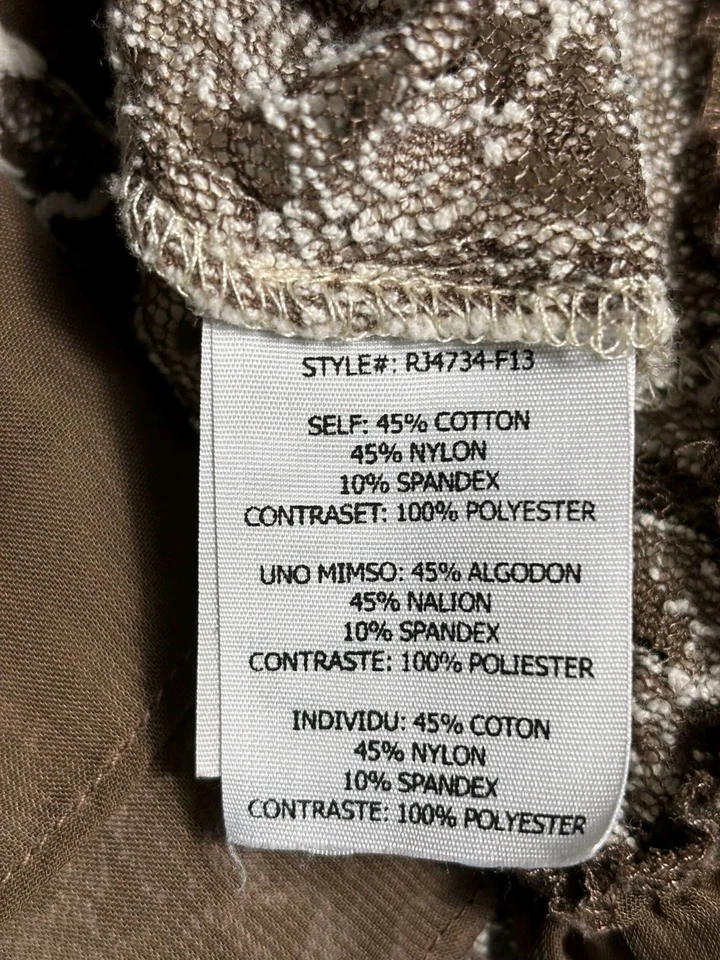 STYLE#: RJ4734-F13
SELF: 45% COTTON
45% NYLON
10% SPANDEX
CONTRASET: 100% POLYESTER
UNO MIMSO: 45% ALGODON
45% NALION
10% SPANDEX
CONTRASTE: 100% POLIESTER
INDIVIDU: 45% COTON
45% NYLON
10% SPANDEX
CONTRASTE: 100% POLYESTER